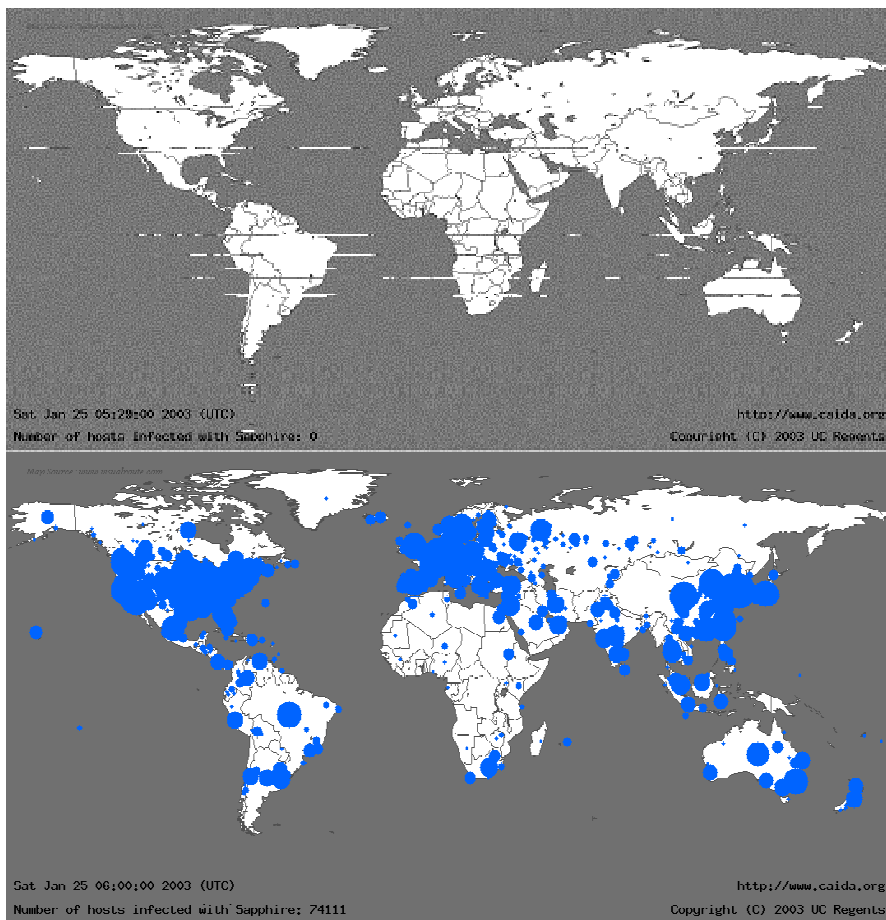 Sat Jan 25 05:29:00 2003 (UTC)
http://www.caida.org
Number of hosts infected with Sapphire: 0
Copyright (C) 2003 UC Regents
Map Source: www.visualroute.com
Sat Jan 25 06:00:00 2003 (UTC)
http://www.caida.org
Number of hosts infected with Sapphire: 74111
Copyright (C) 2003 UC Regents